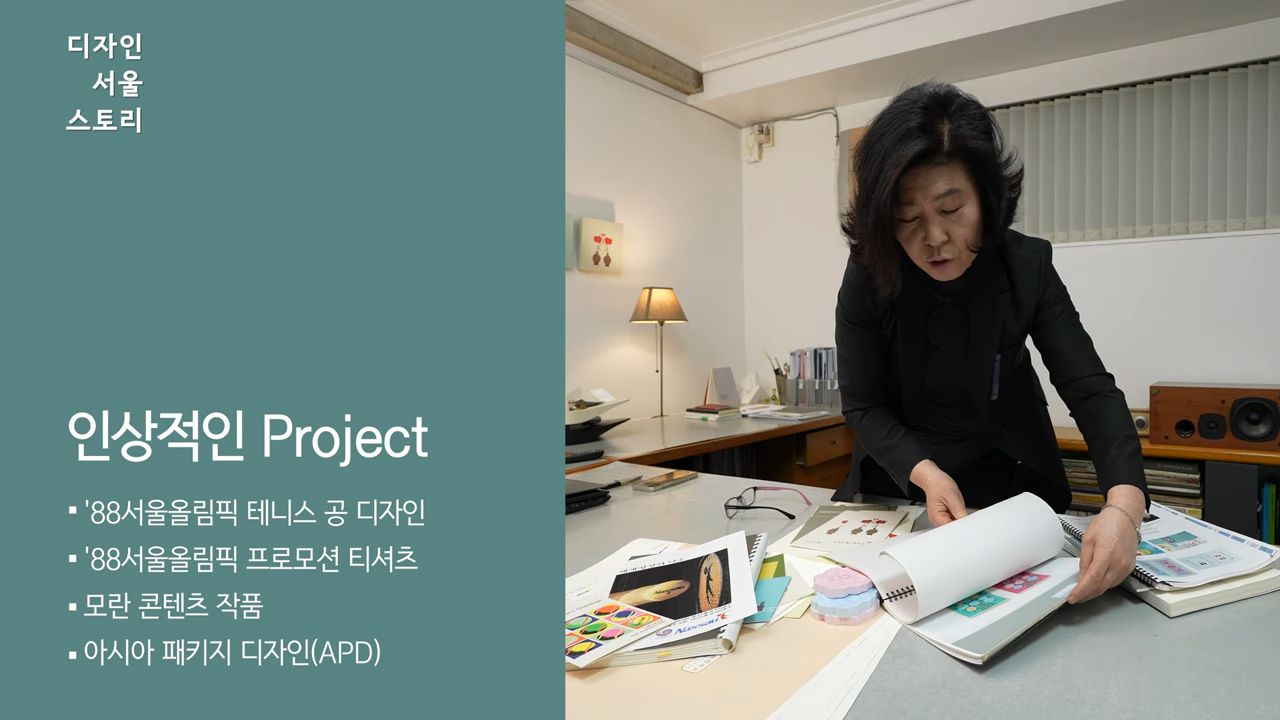 디자인
서울
스토리
인상적인 Project
▪ '88서울올림픽 테니스 공 디자인
▪ '88서울올림픽 프로모션 티셔츠
▪ 모란 콘텐츠 작품
▪ 아시아 패키지 디자인(APD)